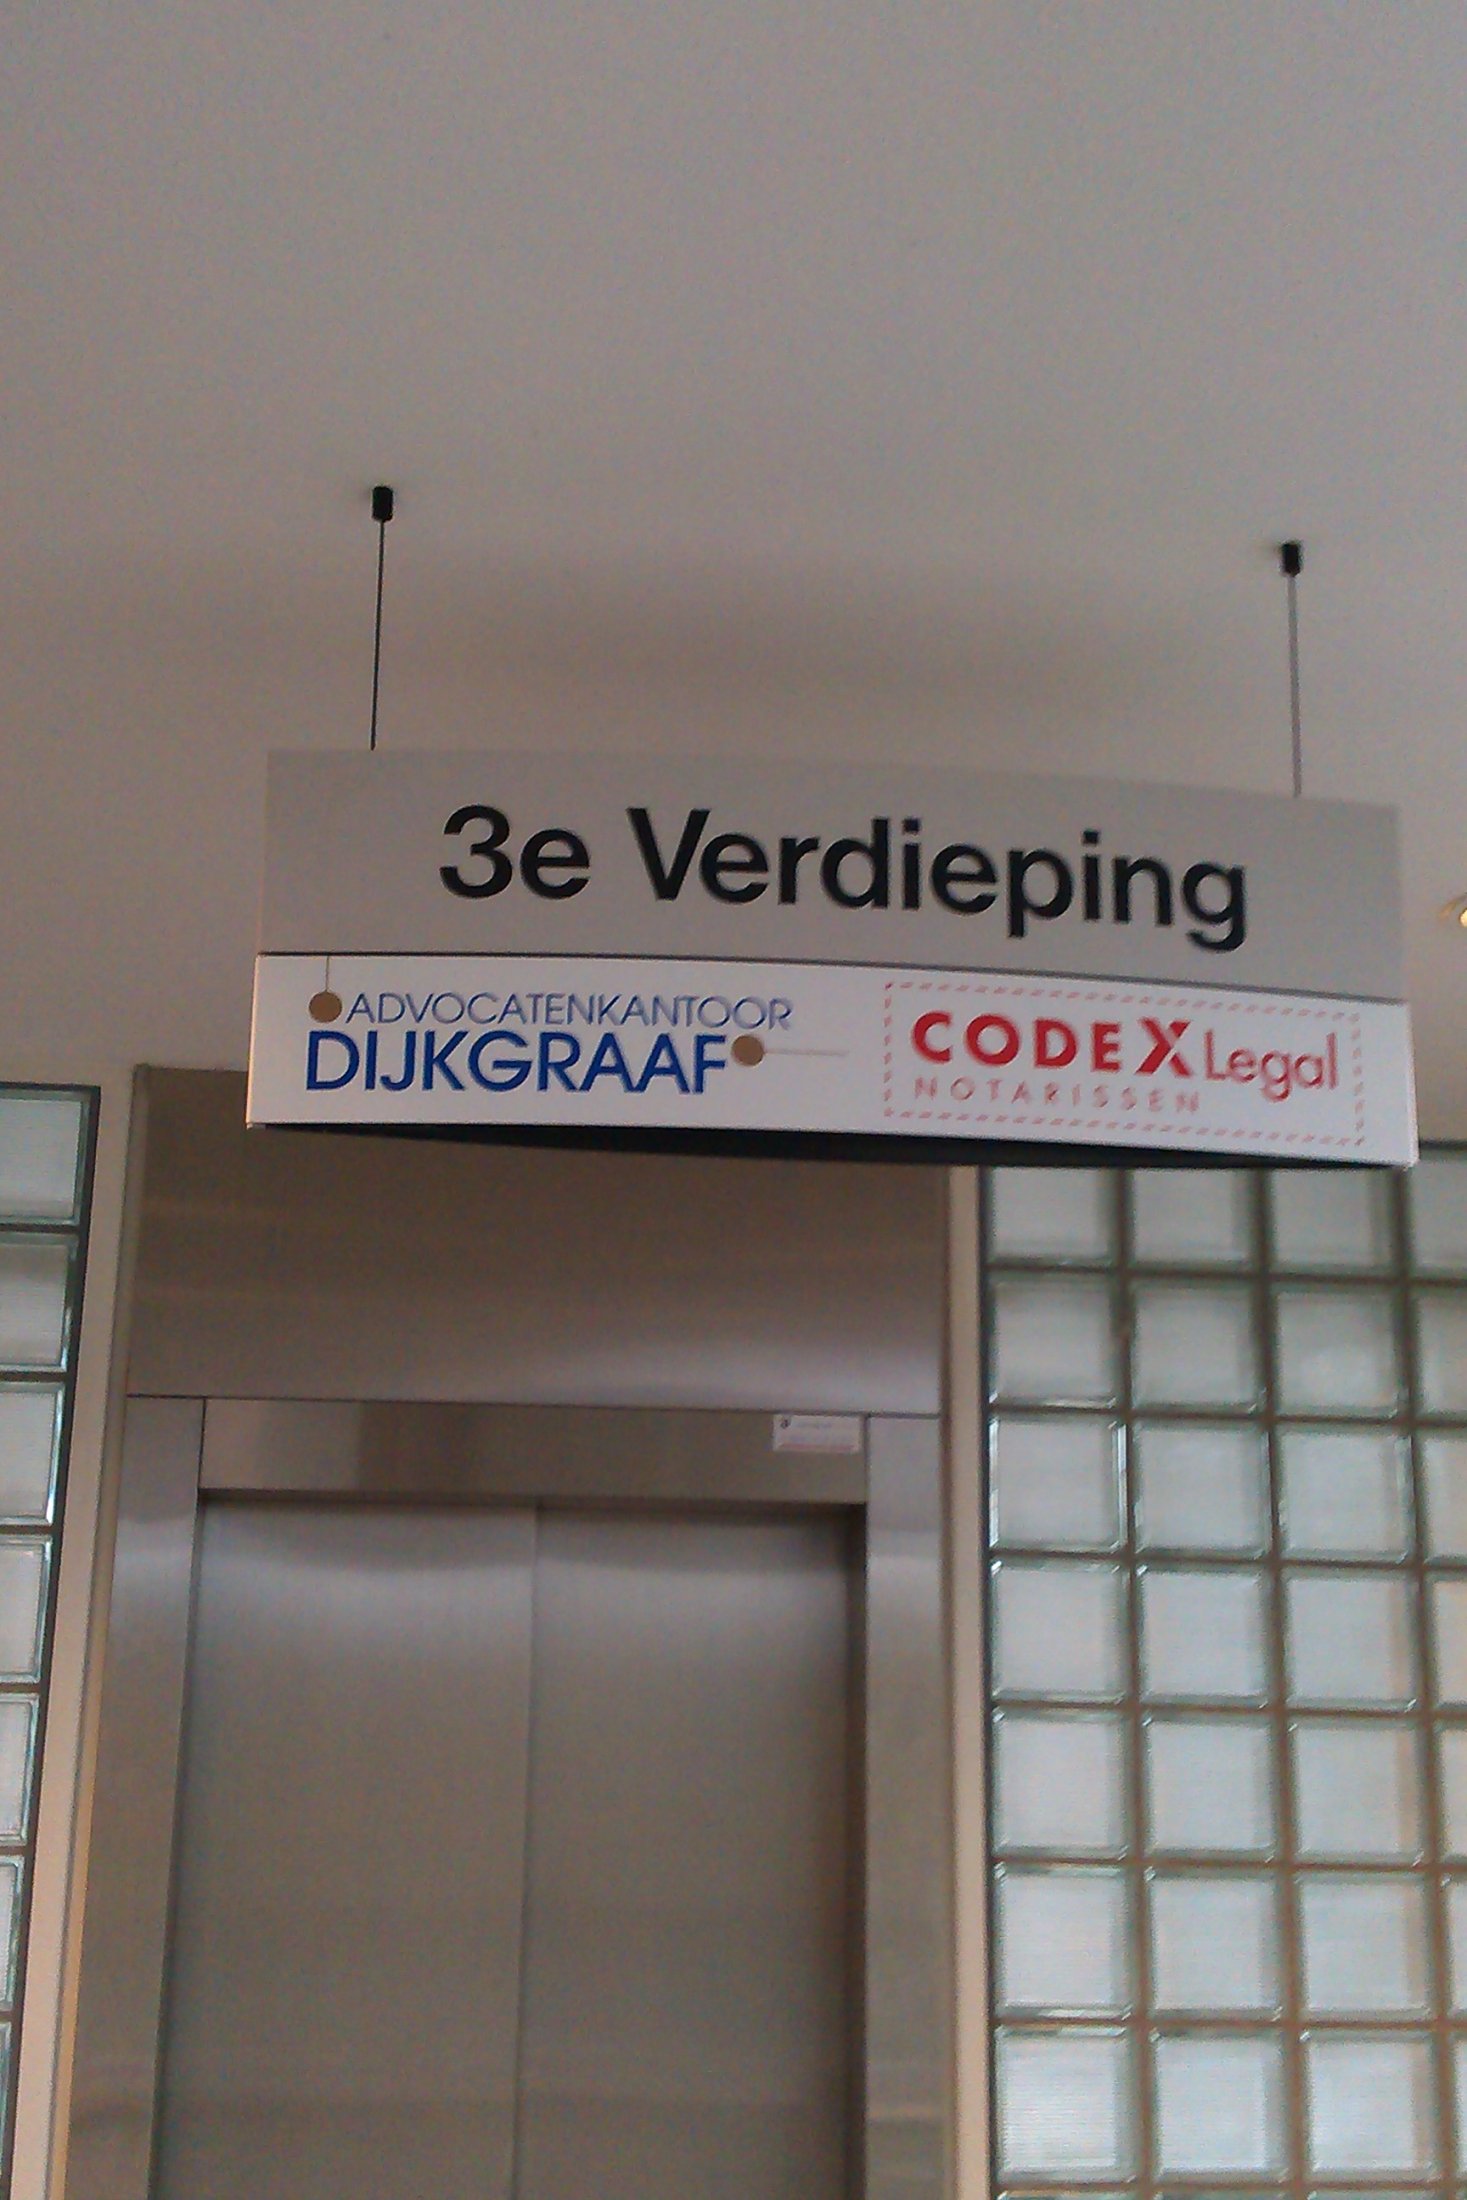 3e Verdieping
ADVOCATENKANTOOR
DIJKGRAAF
CODEX Legal
NOTARISSEN